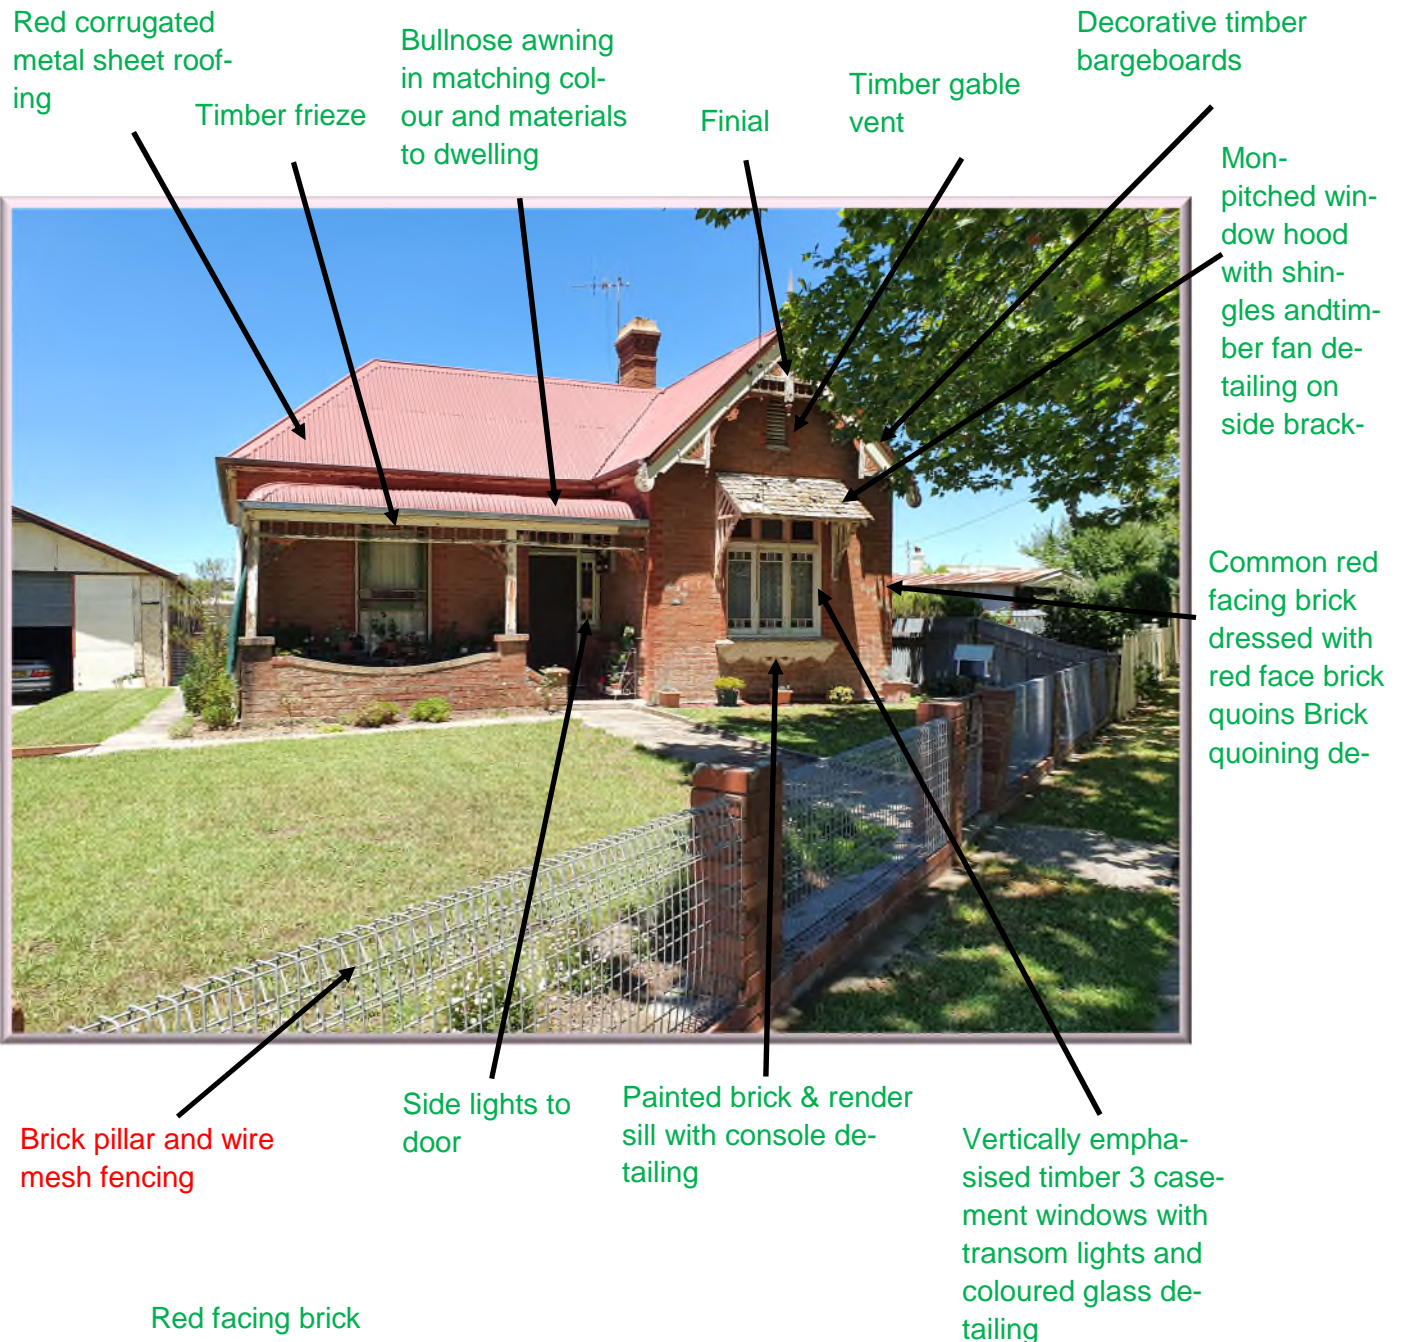 Red corrugated
metal sheet roof-
ing
Timber frieze
Bullnose awning
in matching col-
our and materials
to dwelling
Finial
Timber gable
vent
Decorative timber
bargeboards
Mon-
pitched win-
dow hood
with shin-
gles andtim-
ber fan de-
tailing on
side brack-
Common red
facing brick
dressed with
red face brick
quoins Brick
quoining de-
Brick pillar and wire
mesh fencing
Side lights to
door
Painted brick & render
sill with console de-
tailing
Vertically empha-
sised timber 3 case-
ment windows with
transom lights and
coloured glass de-
tailing
Red facing brick